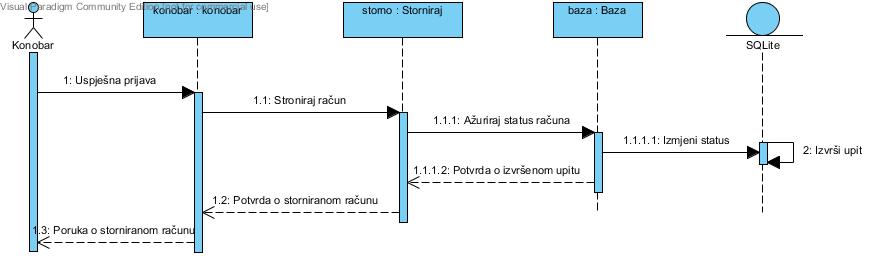 Visual Paradigm Community Edition [not for commercial use]
Konobar
konobar : konobar
stomo : Storniraj
baza : Baza
SQLite
1: Uspješna prijava
1.1: Stroniraj račun
1.1.1: Ažuriraj status računa
1.1.1.1: Izmjeni status
2: Izvrši upit
1.1.1.2: Potvrda o izvršenom upitu
1.2: Potvrda o storniranom računu
1.3: Poruka o storniranom računu